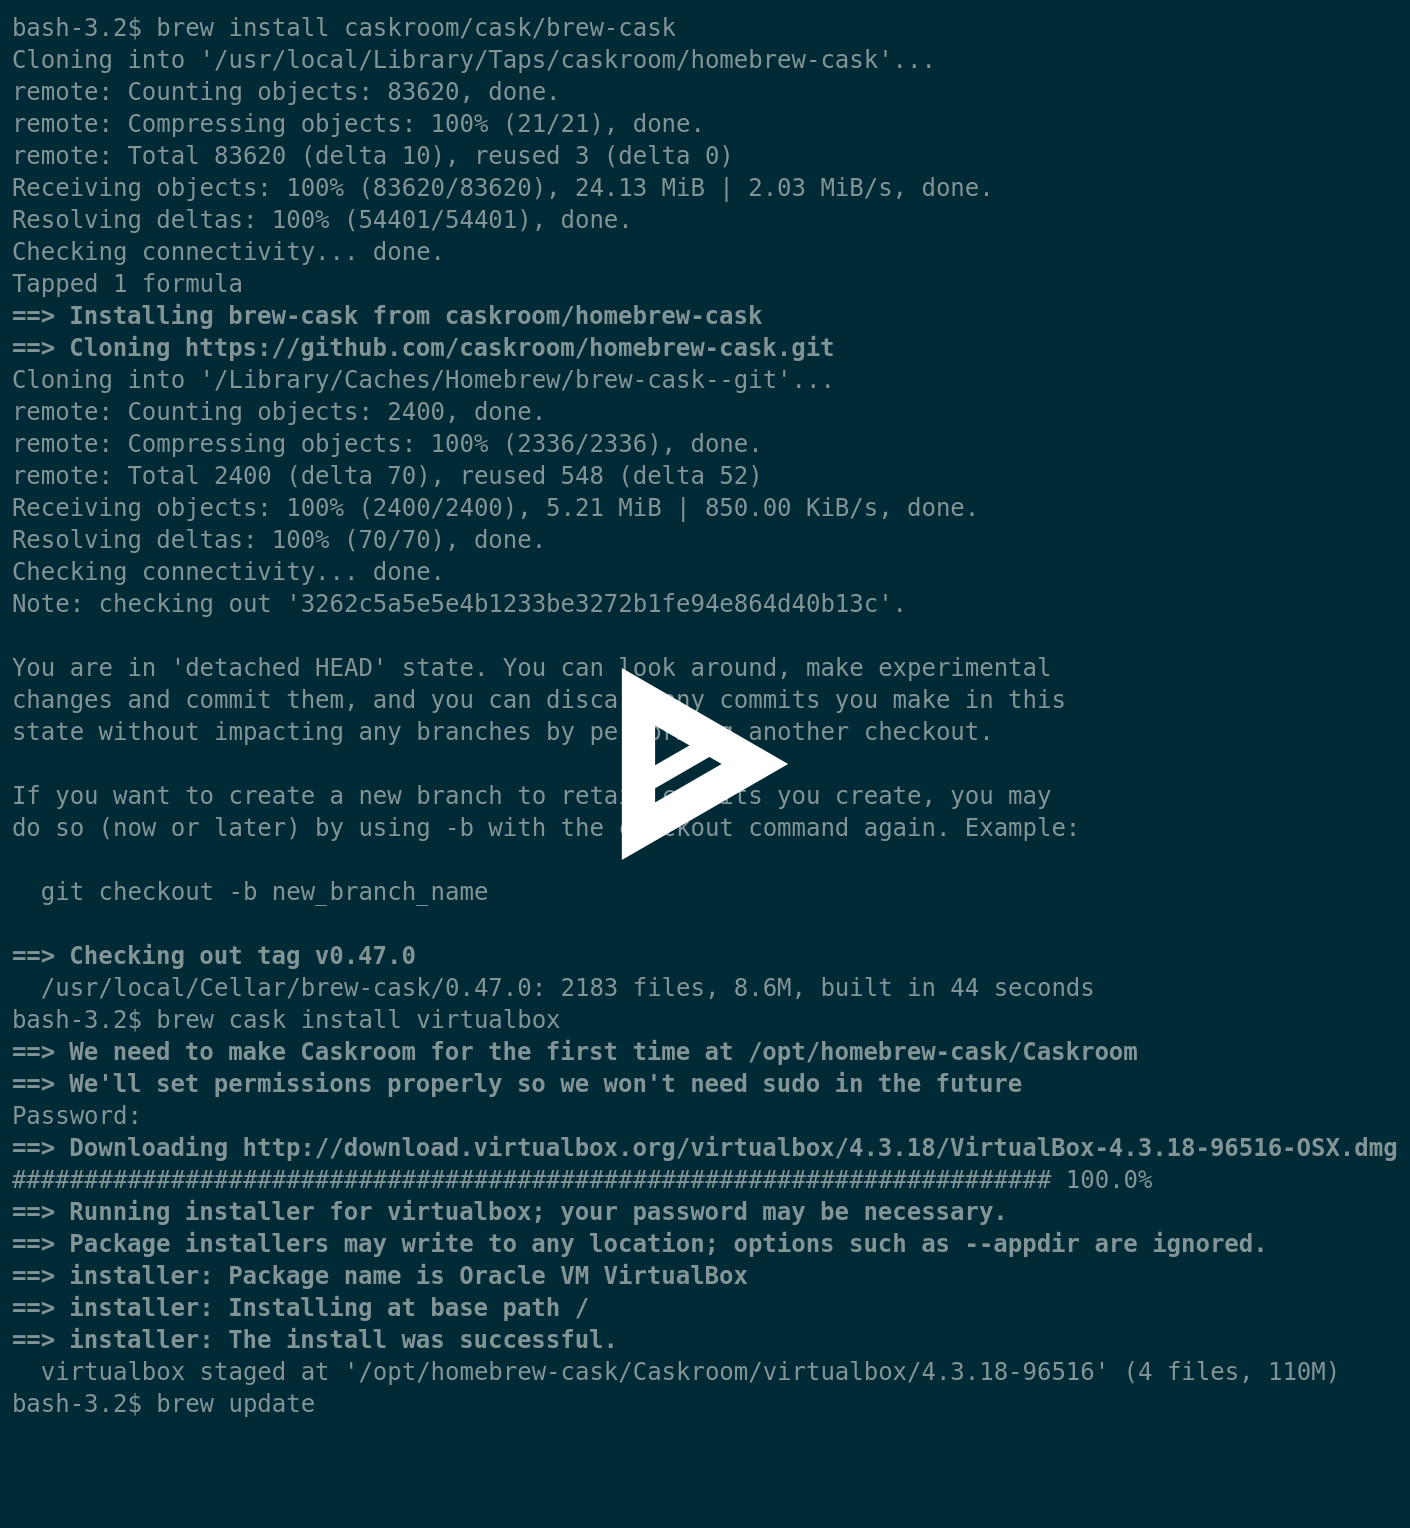 bash-3.2$ brew install caskroom/cask/brew-cask
Cloning into '/usr/local/Library/Taps/caskroom/homebrew-cask'...
remote: Counting objects: 83620, done.
remote: Compressing objects: 100% (21/21), done.
remote: Total 83620 (delta 10), reused 3 (delta 0)
Receiving objects: 100% (83620/83620), 24.13 MiB | 2.03 MiB/s, done.
Resolving deltas: 100% (54401/54401), done.
Checking connectivity... done.
Tapped 1 formula
==> Installing brew-cask from caskroom/homebrew-cask
==> Cloning https://github.com/caskroom/homebrew-cask.git
Cloning into '/Library/Caches/Homebrew/brew-cask--git'...
remote: Counting objects: 2400, done.
remote: Compressing objects: 100% (2336/2336), done.
remote: Total 2400 (delta 70), reused 548 (delta 52)
Receiving objects: 100% (2400/2400), 5.21 MiB | 850.00 KiB/s, done.
Resolving deltas: 100% (70/70), done.
Checking connectivity... done.
Note: checking out '3262c5a5e5e4b1233be3272b1fe94e864d40b13c'.
You are in 'detached HEAD' state. You can look around, make experimental
changes and commit them, and you can discard any commits you make in this
state without impacting any branches by another checkout.
If you want to create a new branch to retain commits you create, you may
do so (now or later) by using -b with the checkout command again. Example:
git checkout -b new_branch_name
==> Checking out tag v0.47.0
/usr/local/Cellar/brew-cask/0.47.0: 2183 files, 8.6M, built in 44 seconds
bash-3.2$ brew cask install virtualbox
==> We need to make Caskroom for the first time at /opt/homebrew-cask/Caskroom
==> We'll set permissions properly so we won't need sudo in the future
Password:
==> Downloading http://download.virtualbox.org/virtualbox/4.3.18/VirtualBox-4.3.18-96516-OSX.dmg
######################################################################## 100.0%
==> Running installer for virtualbox; your password may be necessary.
==> Package installers may write to any location; options such as --appdir are ignored.
==> installer: Package name is Oracle VM VirtualBox
==> installer: Installing at base path /
==> installer: The install was successful.
virtualbox staged at '/opt/homebrew-cask/Caskroom/virtualbox/4.3.18-96516' (4 files, 110M)
bash-3.2$ brew update